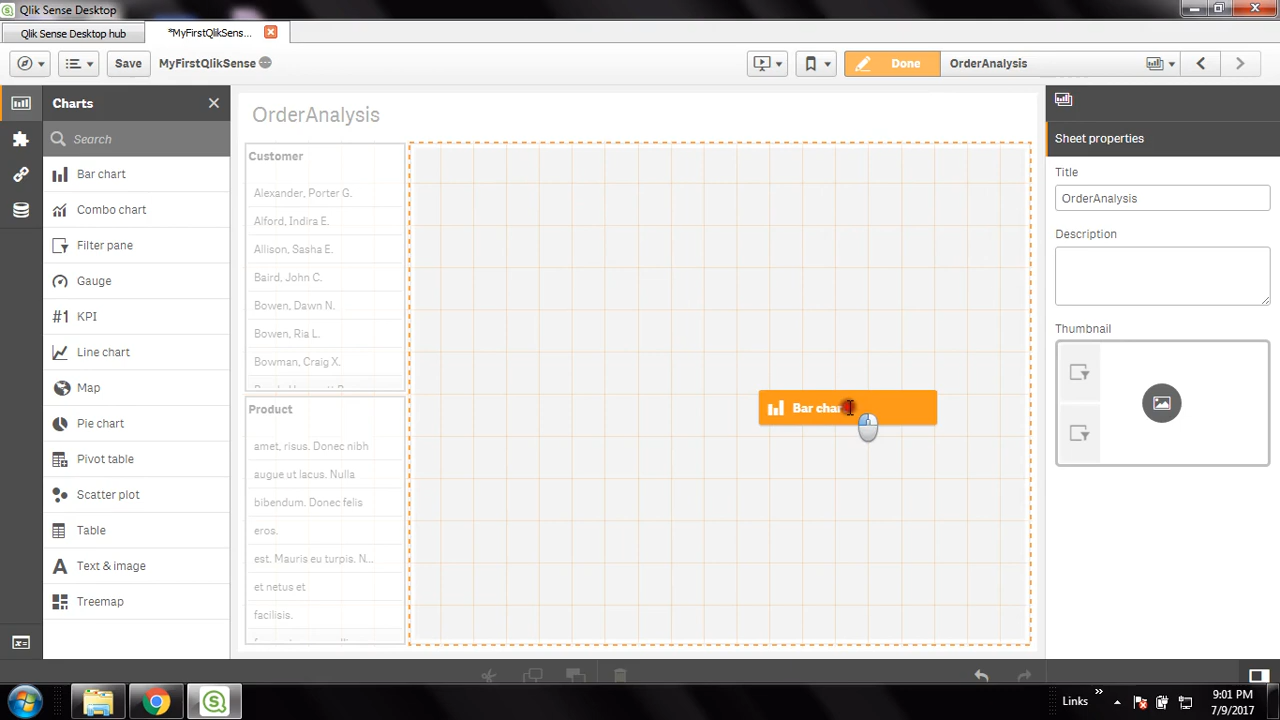 Qlik Sense Desktop
Qlik Sense Desktop hub
*MyFirstQlikSens...
Save
MyFirstQlikSense
Done
OrderAnalysis
Charts
Search
Bar chart
Combo chart
Filter pane
Gauge
#1 KPI
Line chart
Map
Pie chart
Pivot table
Scatter plot
Table
A Text & image
Treemap
OrderAnalysis
Customer
Alexander, Porter G.
Alford, Indira E.
Allison, Sasha E.
Baird, John C.
Bowen, Dawn N.
Bowen, Ria L.
Bowman, Craig X.
Product
amet, risus. Donec nibh
augue ut lacus. Nulla
bibendum. Donec felis
eros.
est. Mauris eu turpis. N...
et netus et
facilisis.
Bar char
Sheet properties
Title
OrderAnalysis
Description
Thumbnail
Links
9:01 PM
7/9/2017